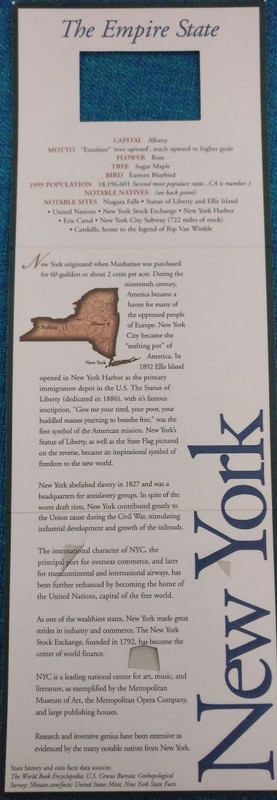 The Empire State
CAPITAL Albany
MOTTO "Excelsior" 'ever upward', reach upward to higher goals
FLOWER Rose
TREE Sugar Maple
BIRD Eastern Bluebird
1999 POPULATION 18,196,601 Second most populace state , CA is number 1
NOTABLE NATIVES (see back panel)
NOTABLE SITES Niagara Falls • Statue of Liberty and Ellis Island
• United Nations • New York Stock Exchange • New York Harbor
• Erie Canal • New York City Subway (722 miles of track)
• Catskills, home to the legend of Rip Van Winkle
New York originated when Manhattan was purchased
for 60 guilders or about 2 cents per acre. During the
nineteenth century,
America became a
haven for many of
the oppressed people
of Europe. New York
City became the
"melting pot" of
America. In
1892 Ellis Island
Buffalo
Albany
New York
opened in New York Harbor as the primary
immigration depot in the U.S. The Statue of
Liberty (dedicated in 1886), with it's famous
inscription, "Give me your tired, your poor, your
huddled masses yearning to breathe free," was the
first symbol of the American mission. New York's
Statue of Liberty, as well as the State Flag pictured
on the reverse, became an inspirational symbol of
freedom to the new world.
New York abolished slavery in 1827 and was a
headquarters for antislavery groups. In spite of the
worst draft riots, New York contributed greatly to
the Union cause during the Civil War, stimulating
industrial development and growth of the railroads.
The international character of NYC, the
principal port for overseas commerce, and later
for transcontinental and international airways, has
been further enhanced by becoming the home of
the United Nations, capital of the free world.
As one of the wealthiest states, New York made great
strides in industry and commerce. The New York
Stock Exchange, founded in 1792, has become the
center of world finance.
NYC is a leading national center for art, music, and
literature, as exemplified by the Metropolitan
Museum of Art, the Metropolitan Opera Company,
and large publishing houses.
Research and inventive genius have been extensive as
evidenced by the many notable natives from New York.
New York
State history and coin facts data sources:
The World Book Encyclopedia; U.S. Census Bureau; Geobopological
Survey; 50states.com/facts; United States Mint; New York State Facts